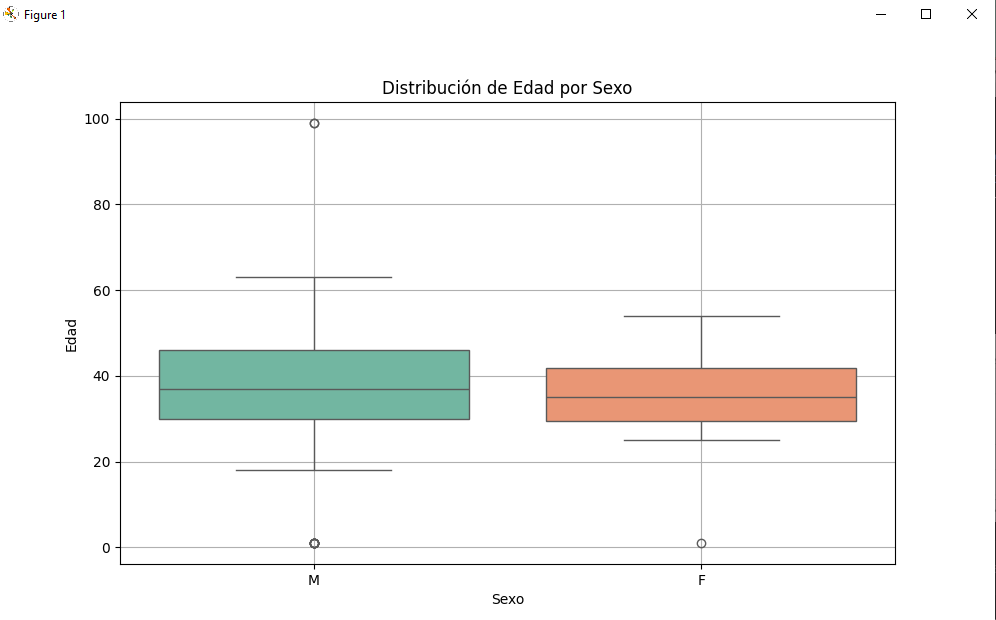 Figure 1
Distribución de Edad por Sexo
100
80
60
40
20
0
Edad
M
F
Sexo